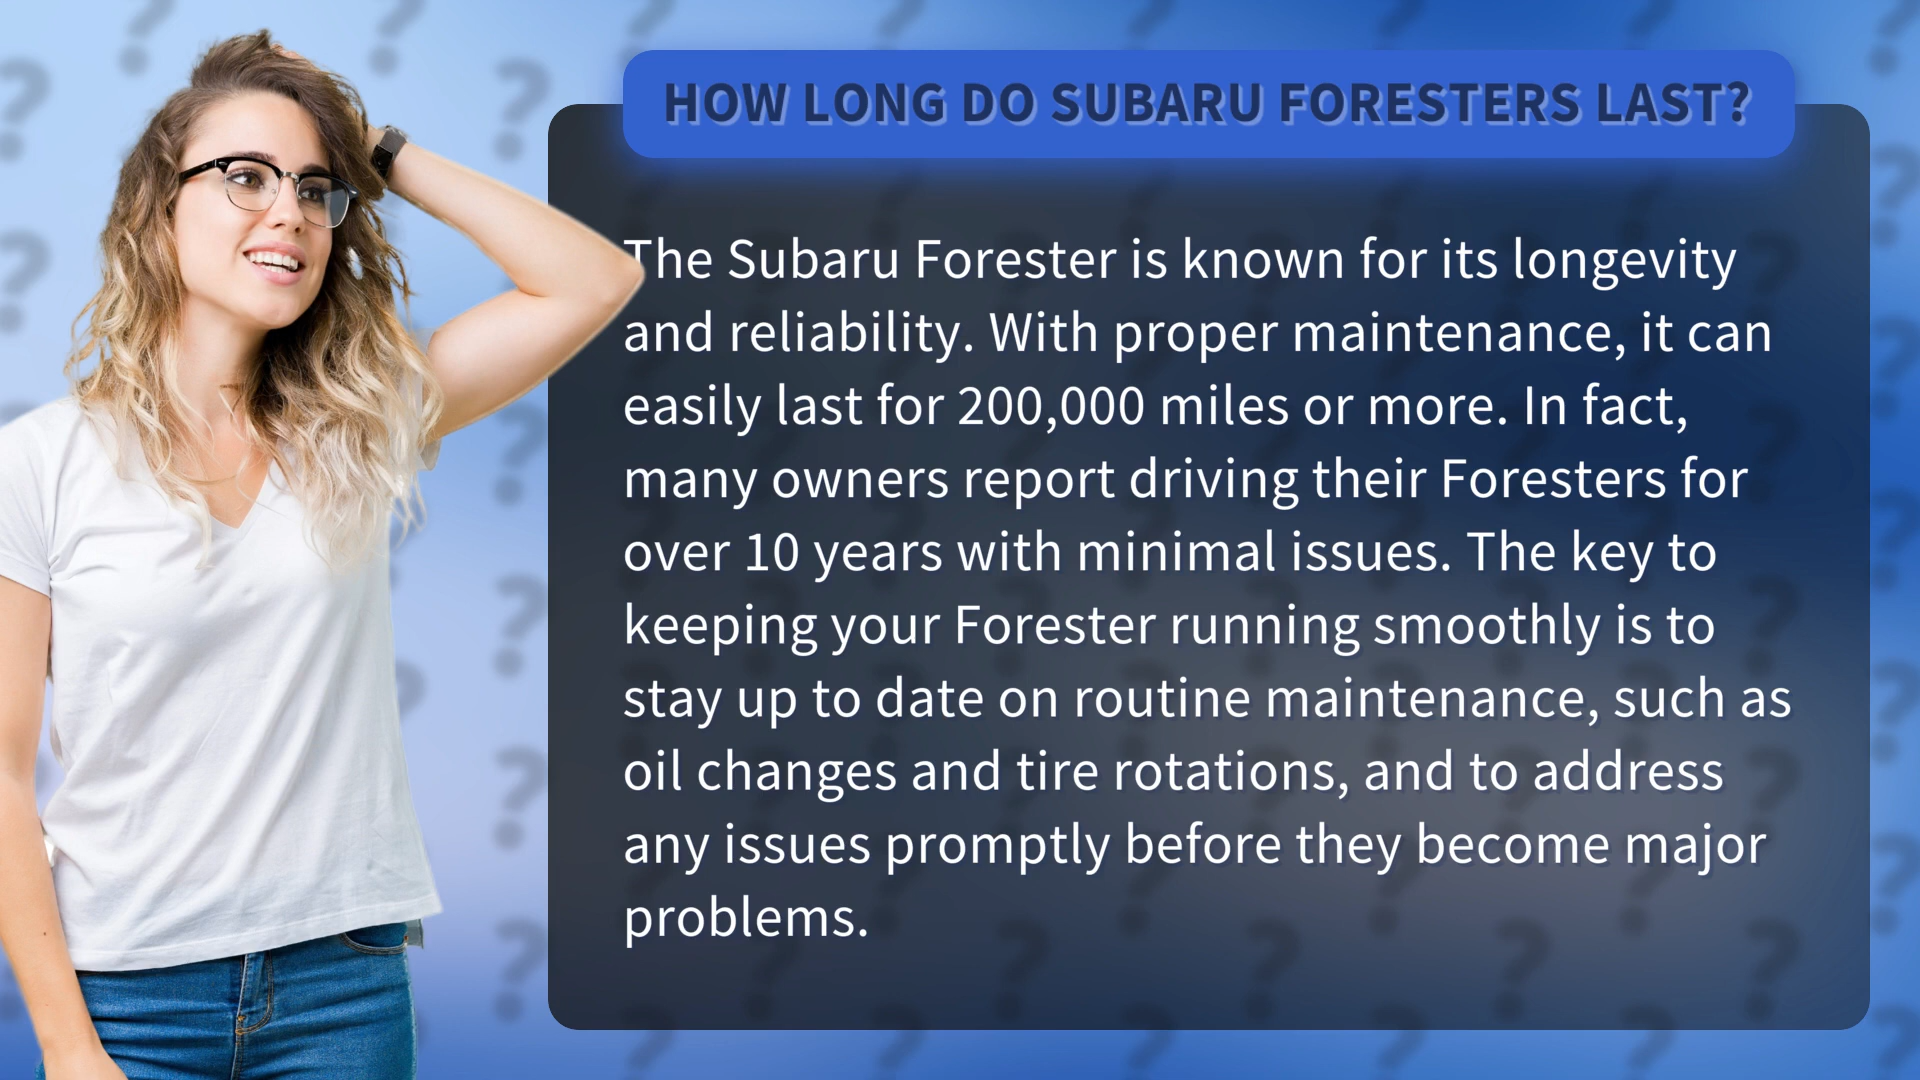 HOW LONG DO SUBARU FORESTERS LAST?
The Subaru Forester is known for its longevity
and reliability. With proper maintenance, it can
easily last for 200,000 miles or more. In fact,
many owners report driving their Foresters for
over 10 years with minimal issues. The key to
keeping your Forester running smoothly is to
stay up to date on routine maintenance, such as
oil changes and tire rotations, and to address
any issues promptly before they become major
problems.